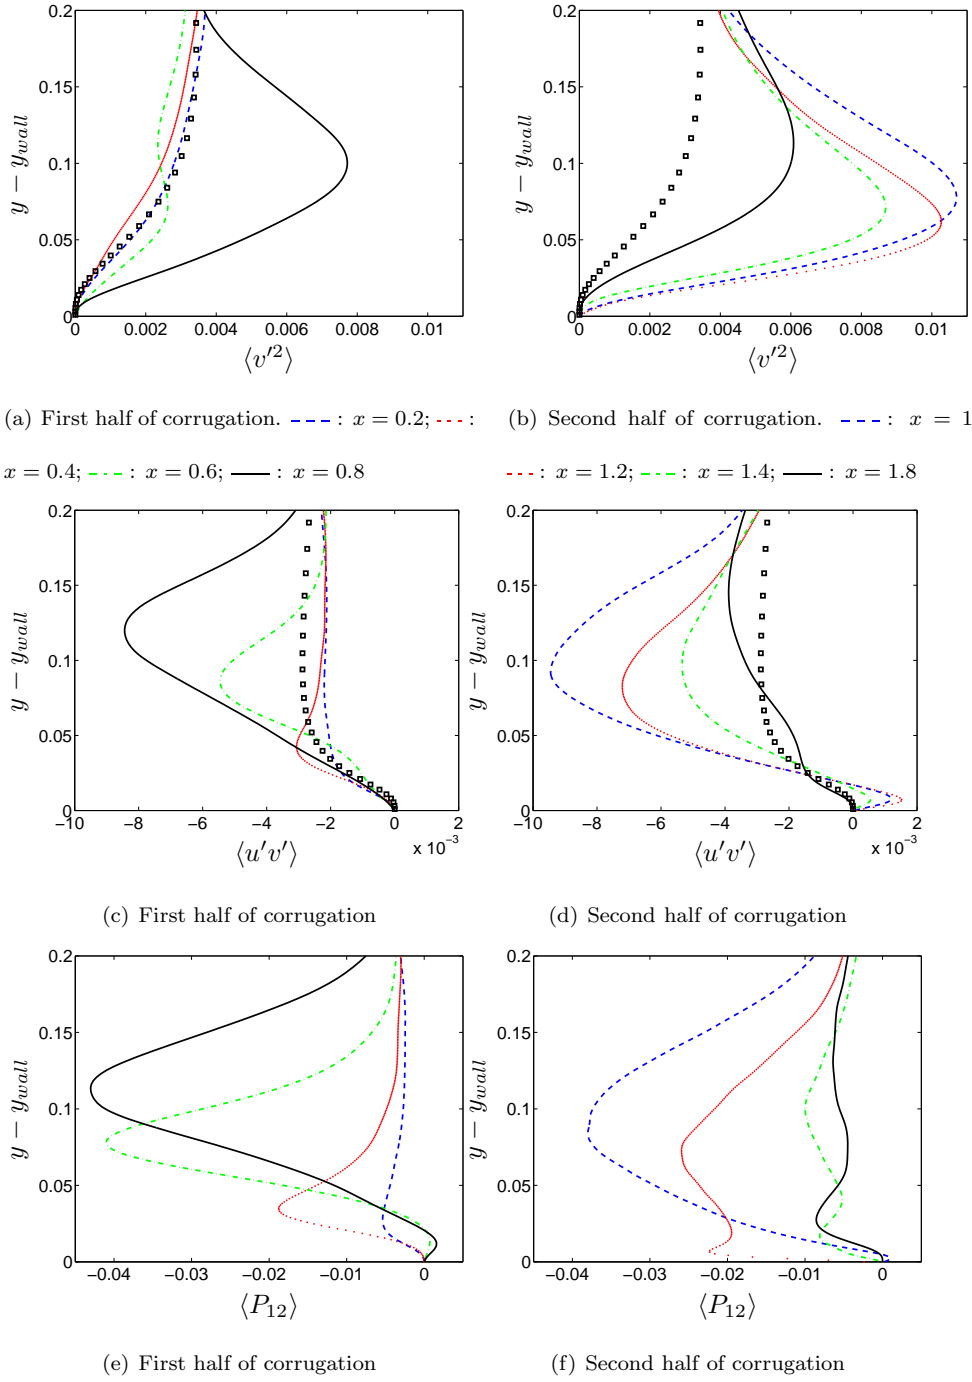 0.2 0.15 0.1 0.05 0
y − y_wall
0 0.002 0.004 0.006 0.008 0.01
⟨v′²⟩
0.2 0.15 0.1 0.05 0
y − y_wall
0 0.002 0.004 0.006 0.008 0.01
⟨v′²⟩
(a) First half of corrugation. : x = 0.2; :
x = 0.4; : x = 0.6; : x = 0.8
(b) Second half of corrugation. : x = 1
: x = 1.2; : x = 1.4; : x = 1.8
0.2 0.15 0.1 0.05 0
y − y_wall
−10 −8 −6 −4 −2 0 2
x 10⁻³
⟨u′v′⟩
0.2 0.15 0.1 0.05 0
y − y_wall
−10 −8 −6 −4 −2 0 2
x 10⁻³
⟨u′v′⟩
(c) First half of corrugation
(d) Second half of corrugation
0.2 0.15 0.1 0.05 0
y − y_wall
−0.04 −0.03 −0.02 −0.01 0
⟨P₁₂⟩
0.2 0.15 0.1 0.05 0
y − y_wall
−0.04 −0.03 −0.02 −0.01 0
⟨P₁₂⟩
(e) First half of corrugation
(f) Second half of corrugation